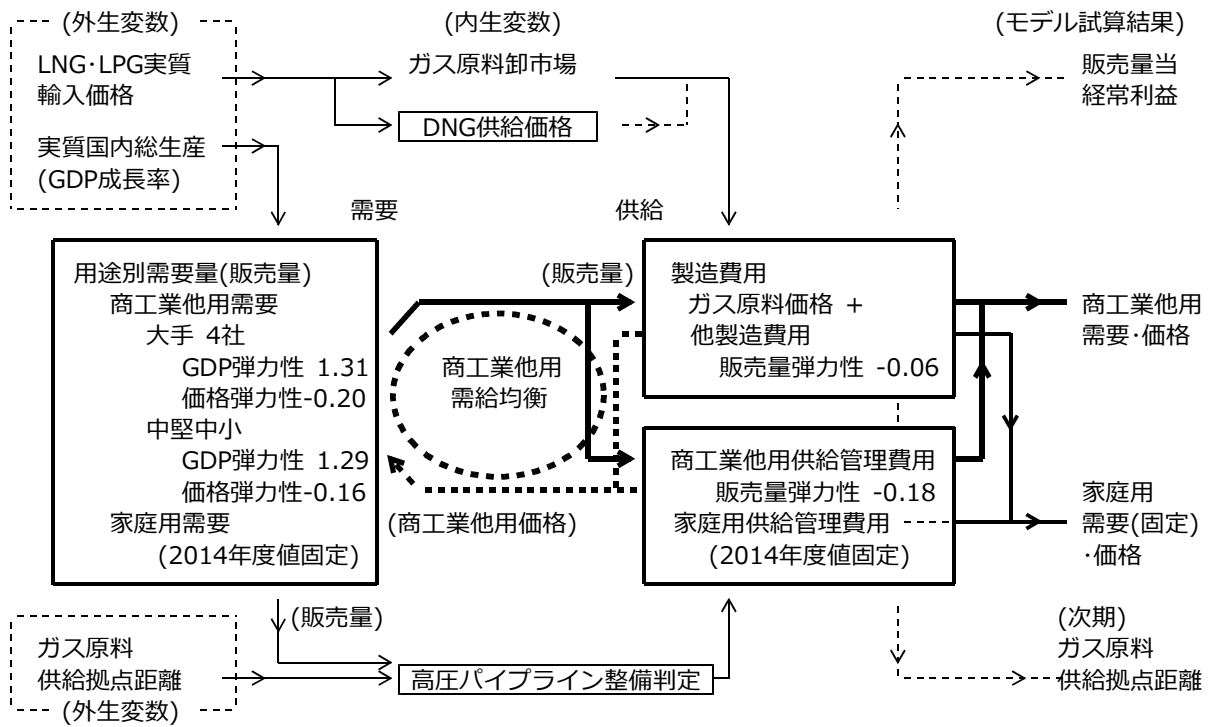 (外生変数)
(内生変数)
(モデル試算結果)
LNG･LPG実質
輸入価格
ガス原料卸市場
販売量当
経常利益
DNG供給価格
実質国内総生産
(GDP成長率)
需要
供給
用途別需要量(販売量)
商工業他用需要
大手 4社
GDP弾力性 1.31
価格弾力性-0.20
中堅中小
GDP弾力性 1.29
価格弾力性-0.16
家庭用需要
(2014年度値固定)
(販売量)
商工業他用
需給均衡
(商工業他用価格)
製造費用
ガス原料価格 +
他製造費用
販売量弾力性 -0.06
商工業他用供給管理費用
販売量弾力性 -0.18
家庭用供給管理費用
(2014年度値固定)
商工業他用
需要･価格
家庭用
需要(固定)
･価格
(販売量)
ガス原料
供給拠点距離
(外生変数)
高圧パイプライン整備判定
(次期)
ガス原料
供給拠点距離